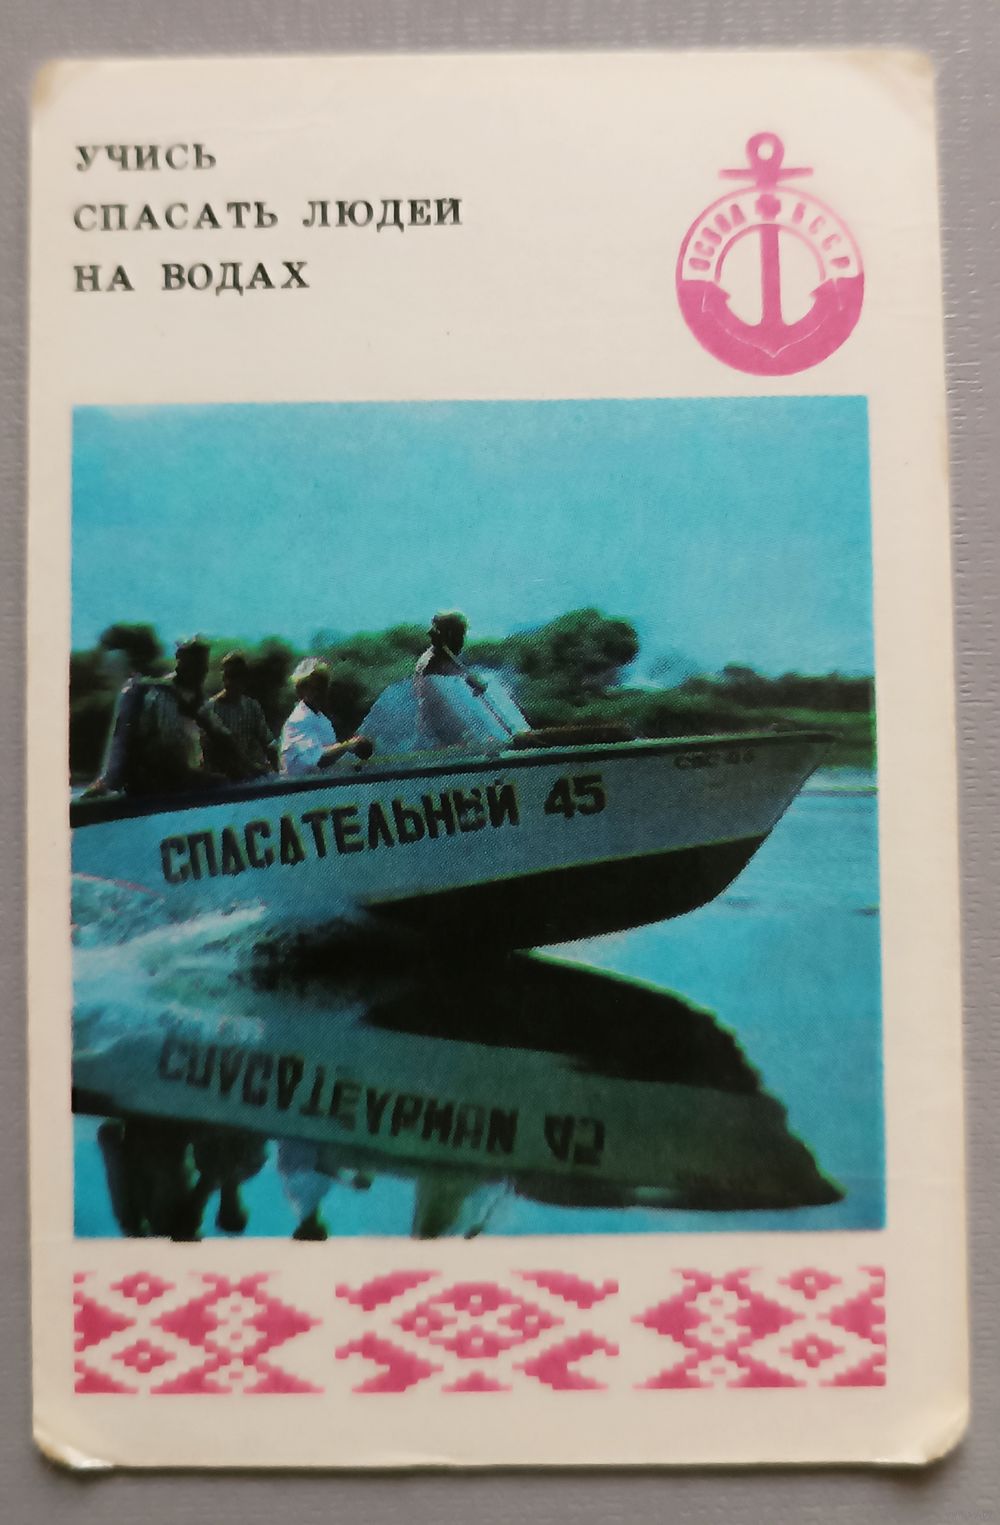 УЧИСЬ
СПАСАТЬ ЛЮДЕЙ
НА ВОДАХ
ОСВОД БССР
СПАСАТЕЛЬНЫЙ 45